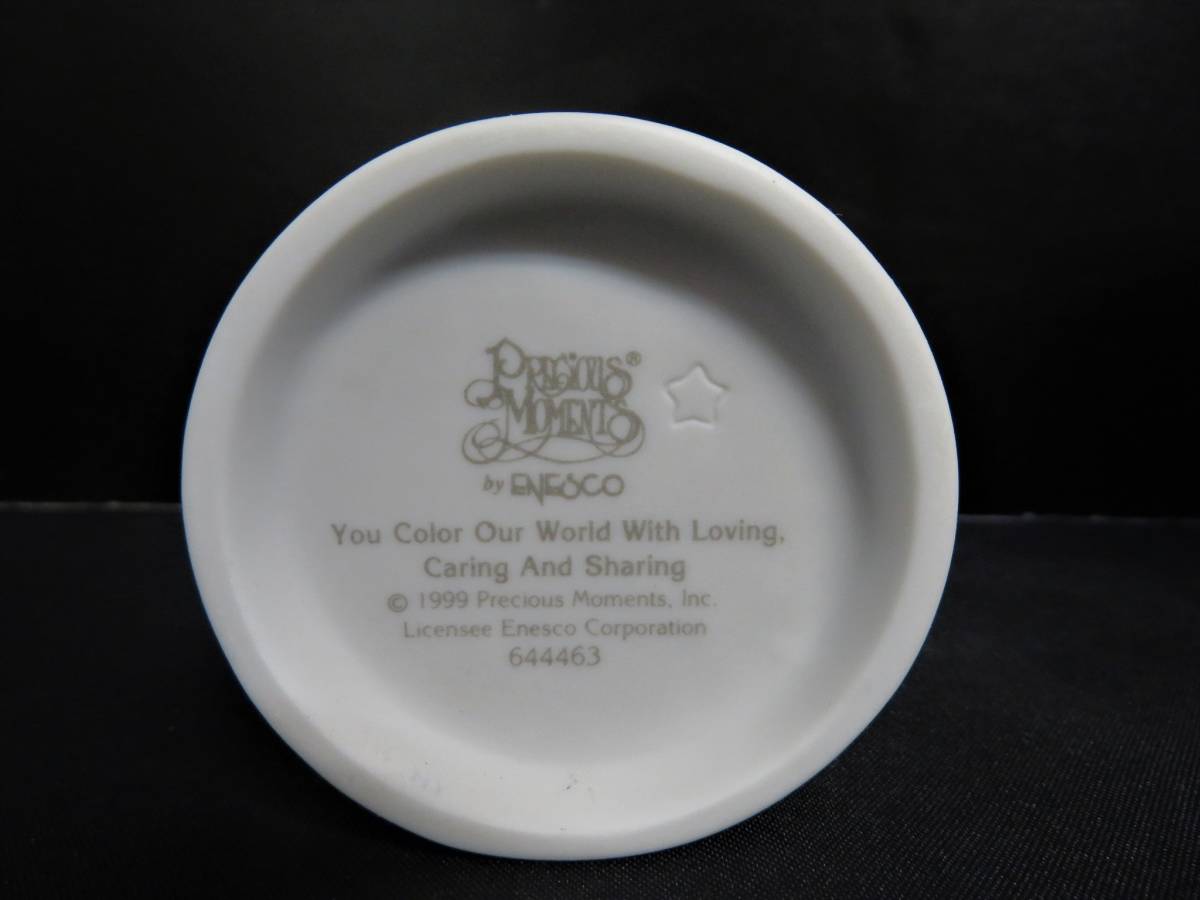 PRECIOUS®
MOMENTS
by ENESCO
You Color Our World With Loving,
Caring And Sharing
© 1999 Precious Moments, Inc.
Licensee Enesco Corporation
644463